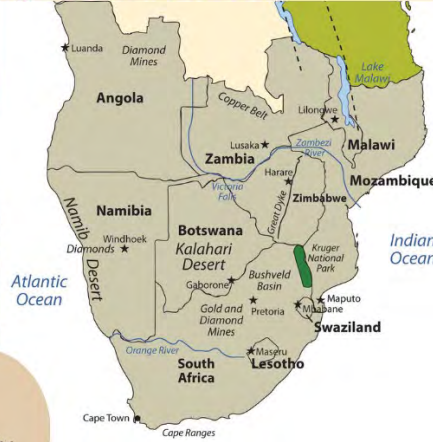 Luanda
Diamond
Mines
Angola
Copper Belt
Lake
Malawi
Lilongwe
Lusaka
Zambia
Zambezi
River
Malawi
Harare
Victoria
Falls
Great Dyke
Zimbabwe
Mozambique
Namib Desert
Namibia
Windhoek
Diamonds
Botswana
Kalahari
Desert
Gaborone
Bushveld
Basin
Kruger
National
Park
Indian
Ocean
Atlantic
Ocean
Gold and
Diamond
Mines
Pretoria
Maputo
Mbabane
Swaziland
Orange River
Maseru
Lesotho
South
Africa
Cape Town
Cape Ranges